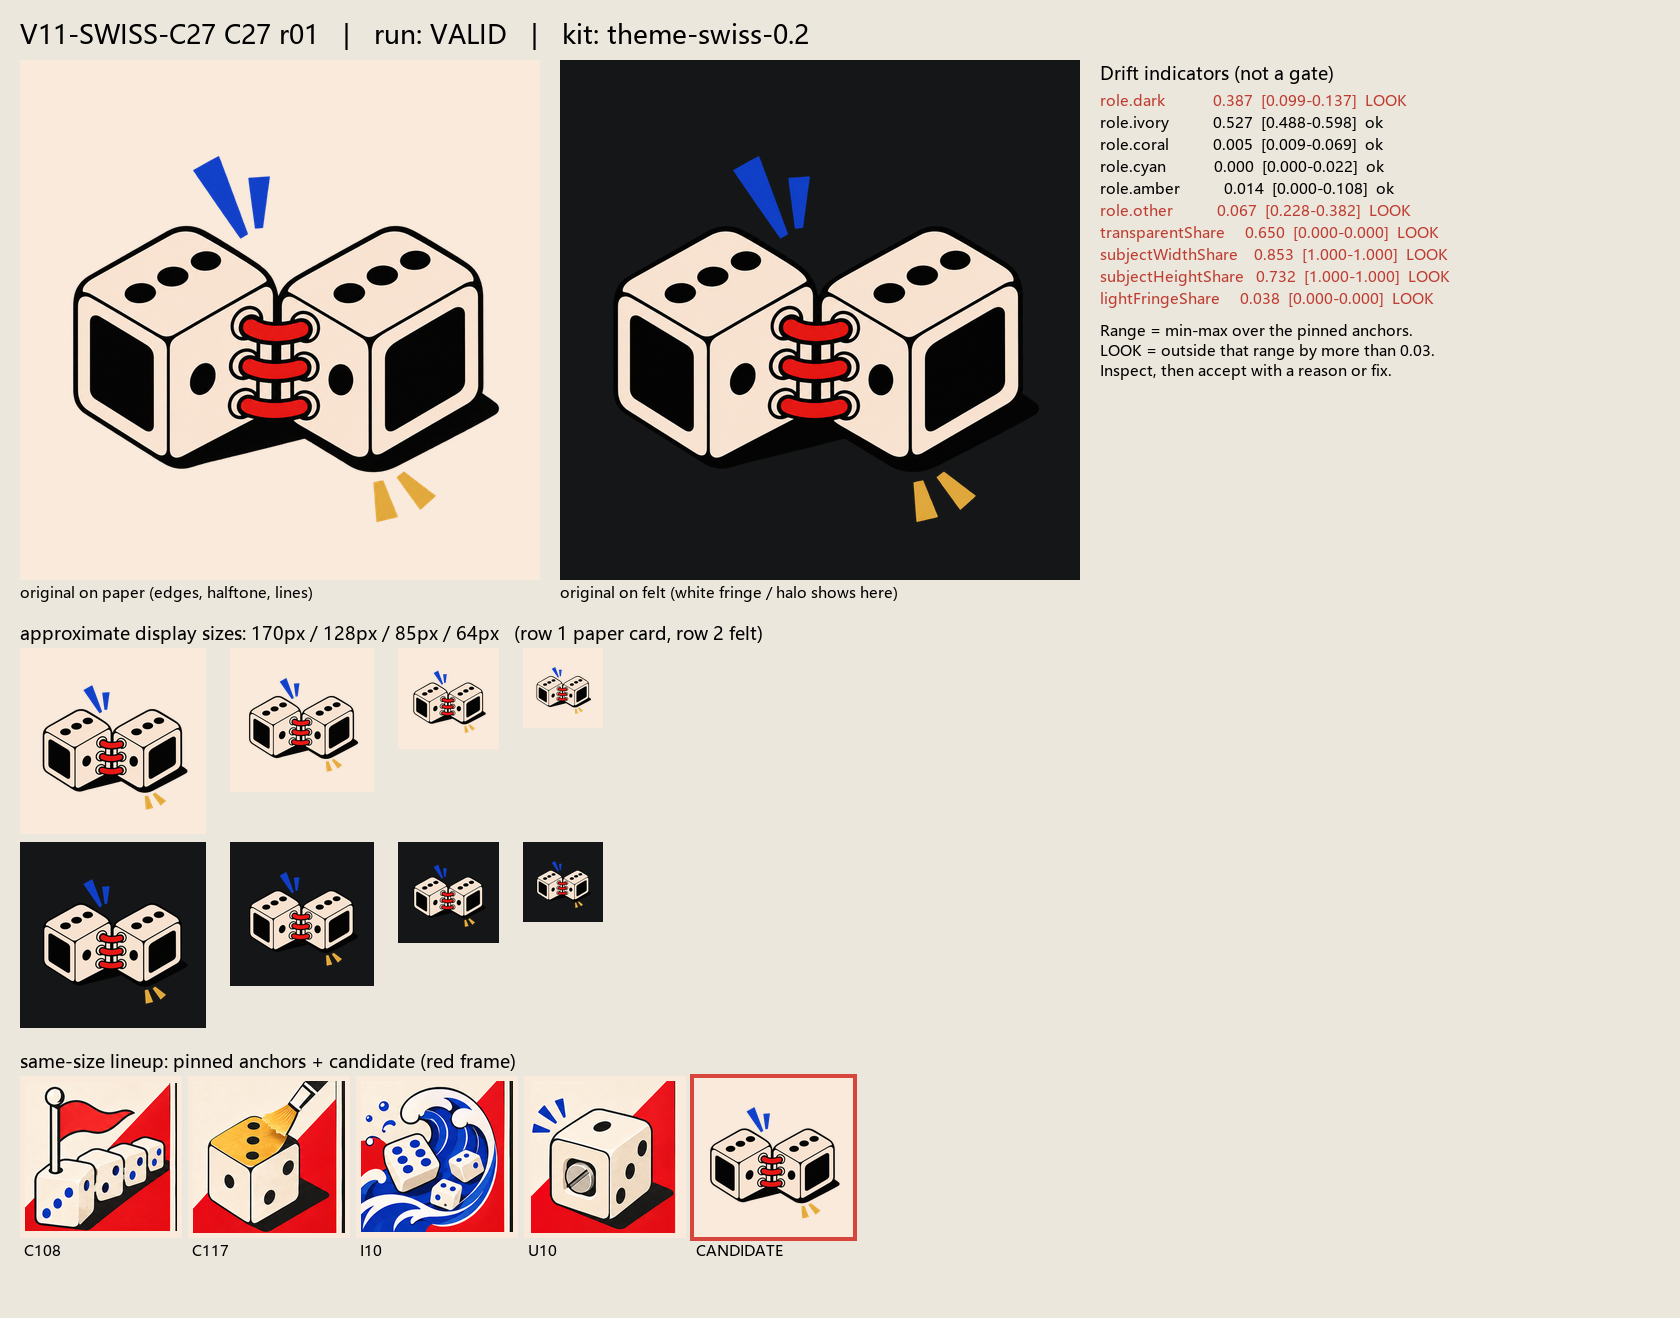 V11-SWISS-C27 C27 r01 | run: VALID | kit: theme-swiss-0.2
Drift indicators (not a gate)
role.dark 0.387 [0.099-0.137] LOOK
role.ivory 0.527 [0.488-0.598] ok
role.coral 0.005 [0.009-0.069] ok
role.cyan 0.000 [0.000-0.022] ok
role.amber 0.014 [0.000-0.108] ok
role.other 0.067 [0.228-0.382] LOOK
transparentShare 0.650 [0.000-0.000] LOOK
subjectWidthShare 0.853 [1.000-1.000] LOOK
subjectHeightShare 0.732 [1.000-1.000] LOOK
lightFringeShare 0.038 [0.000-0.000] LOOK
Range = min-max over the pinned anchors.
LOOK = outside that range by more than 0.03.
Inspect, then accept with a reason or fix.
original on paper (edges, halftone, lines)
original on felt (white fringe / halo shows here)
approximate display sizes: 170px / 128px / 85px / 64px (row 1 paper card, row 2 felt)
same-size lineup: pinned anchors + candidate (red frame)
C108
C117
I10
U10
CANDIDATE